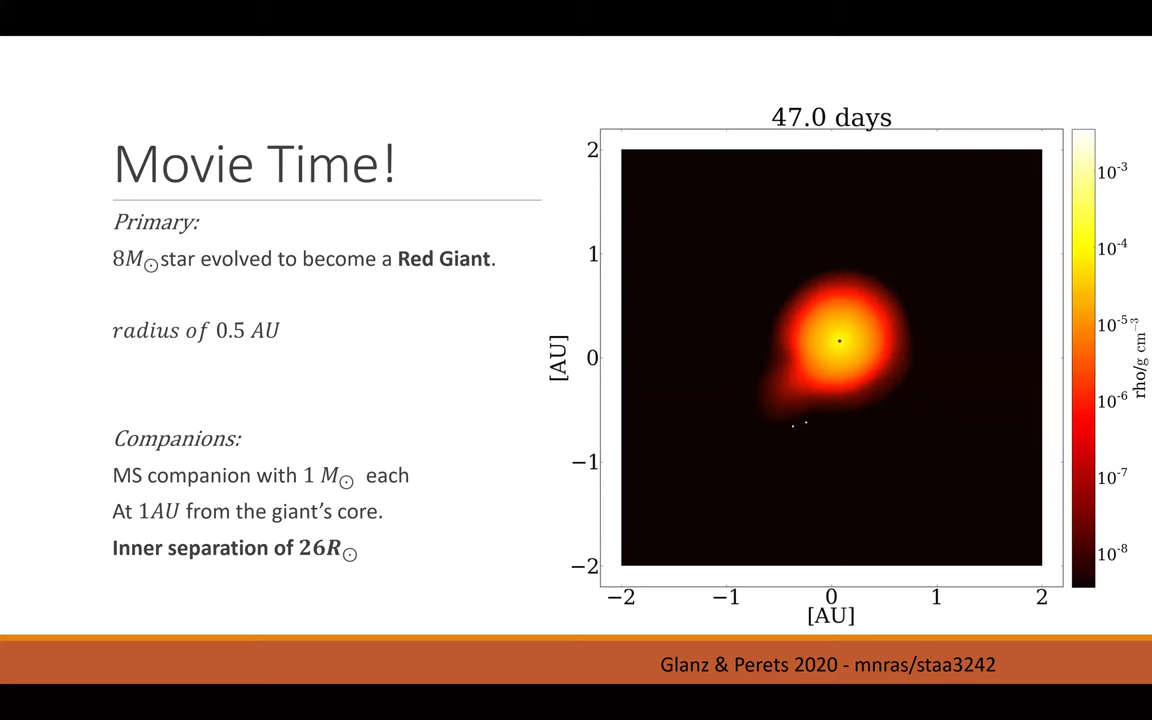 Movie Time!
Primary:
8M⊙star evolved to become a Red Giant.
radius of 0.5 AU
Companions:
MS companion with 1 M⊙ each
At 1AU from the giant's core.
Inner separation of 26R⊙
47.0 days
2
1
0
−1
−2
[AU]
−2 −1 0 1 2
[AU]
10-3
10-4
10-5
10-6
10-7
10-8
rho/g cm−3
Glanz & Perets 2020 - mnras/staa3242